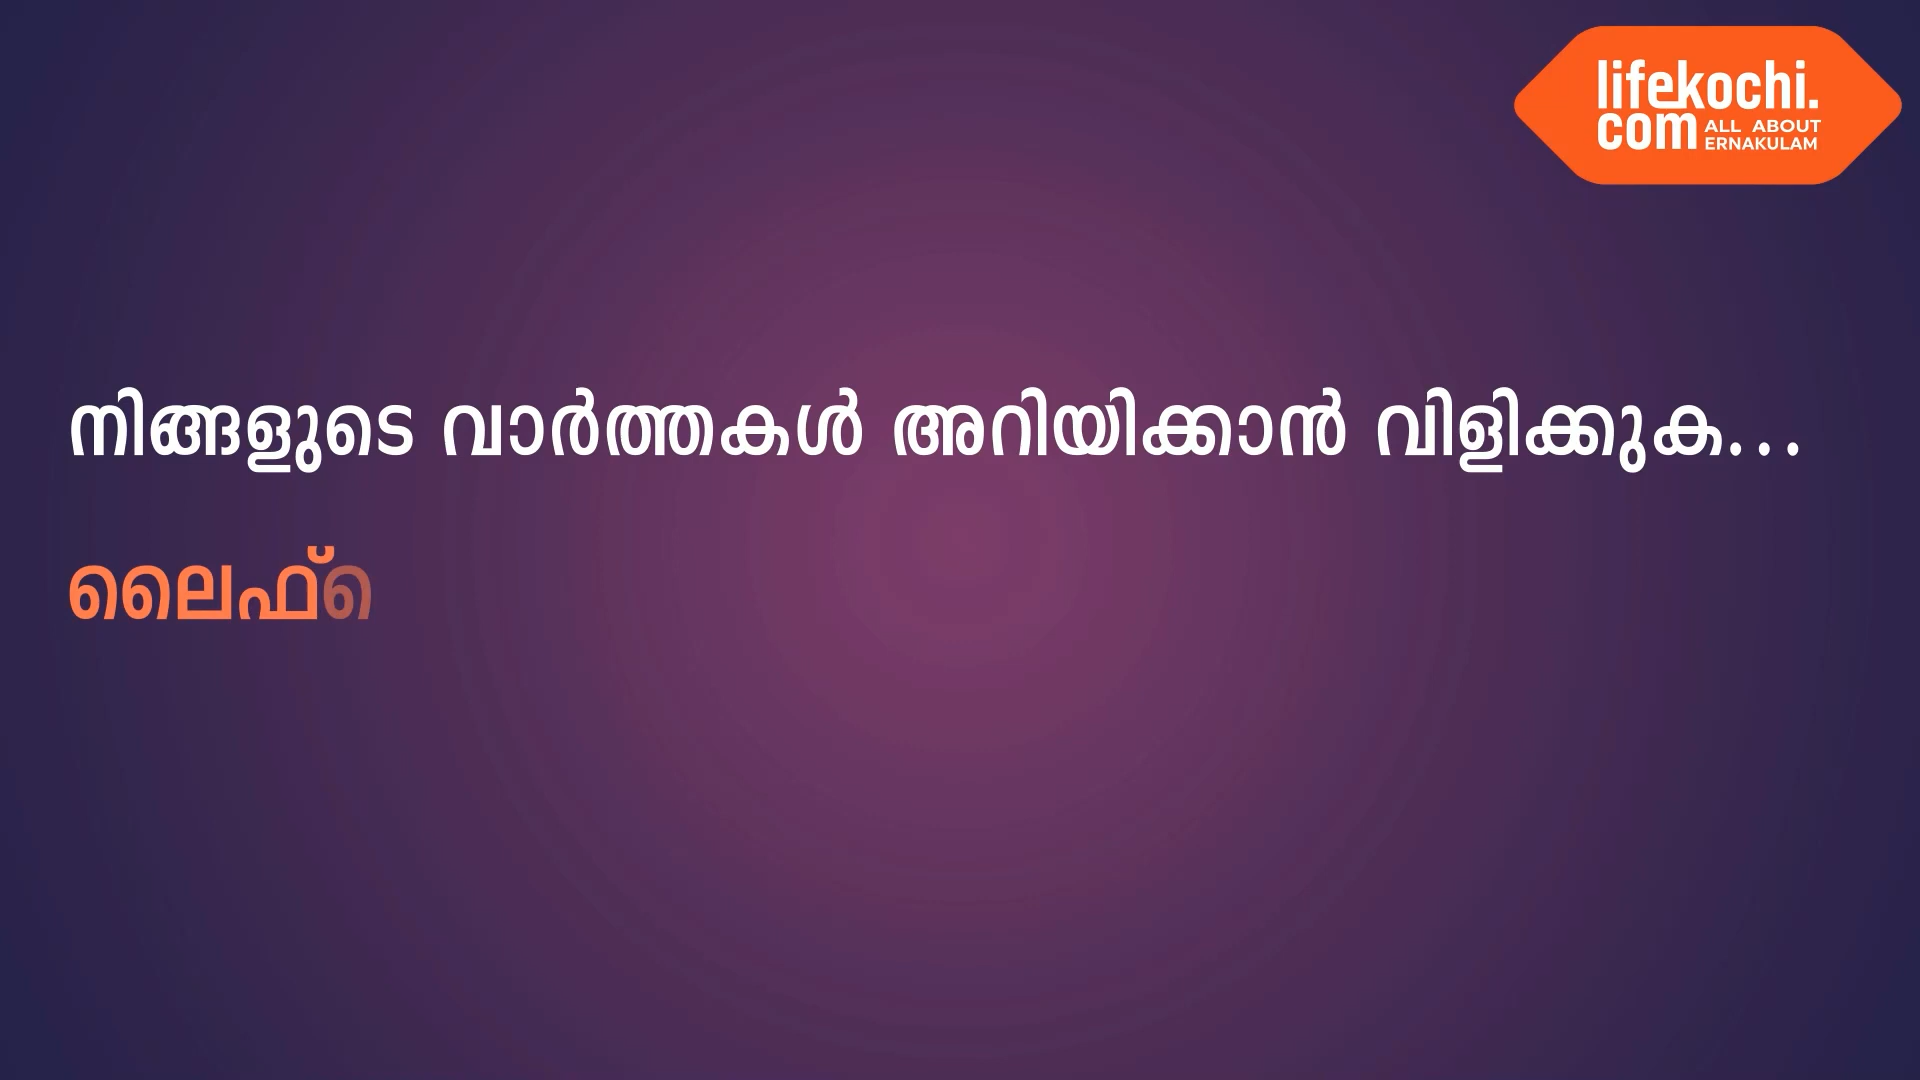 lifekochi.
com ALL ABOUT
ERNAKULAM
നിങ്ങളുടെ വാർത്തകൾ അറിയിക്കാൻ വിളിക്കുക...
ലൈഫ്െ